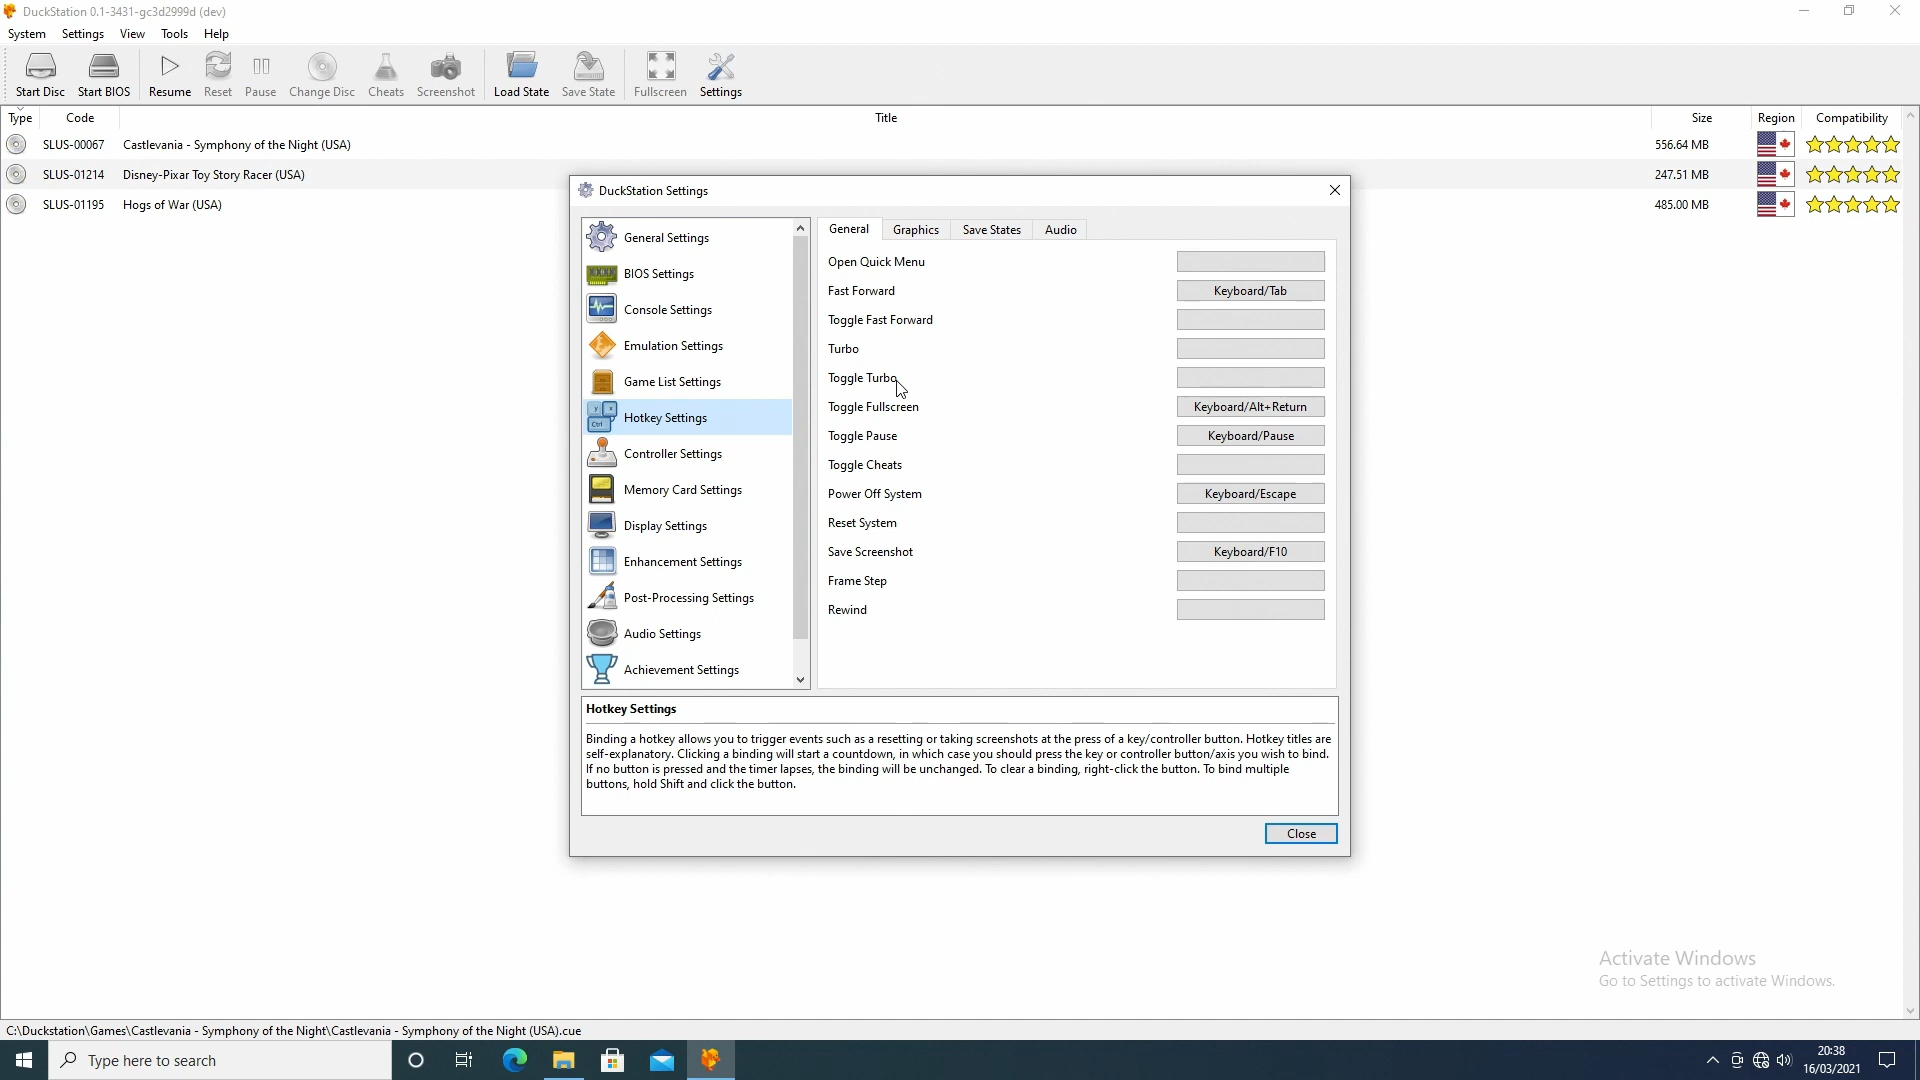 DuckStation 0.1-3431-gc3d2999d (dev)
System Settings View Tools Help
Start Disc Start BIOS Resume Reset Pause Change Disc Cheats Screenshot Load State Save State Fullscreen Settings
Type Code Title Size Region Compatibility
SLUS-00067 Castlevania - Symphony of the Night (USA) 556.64 MB
SLUS-01214 Disney-Pixar Toy Story Racer (USA) 247.51 MB
SLUS-01195 Hogs of War (USA) 485.00 MB
DuckStation Settings
General Settings
BIOS Settings
Console Settings
Emulation Settings
Game List Settings
Hotkey Settings
Controller Settings
Memory Card Settings
Display Settings
Enhancement Settings
Post-Processing Settings
Audio Settings
Achievement Settings
General Graphics Save States Audio
Open Quick Menu
Fast Forward Keyboard/Tab
Toggle Fast Forward
Turbo
Toggle Turbo
Toggle Fullscreen Keyboard/Alt+Return
Toggle Pause Keyboard/Pause
Toggle Cheats
Power Off System Keyboard/Escape
Reset System
Save Screenshot Keyboard/F10
Frame Step
Rewind
Hotkey Settings
Binding a hotkey allows you to trigger events such as a resetting or taking screenshots at the press of a key/controller button. Hotkey titles are
self-explanatory. Clicking a binding will start a countdown, in which case you should press the key or controller button/axis you wish to bind.
If no button is pressed and the timer lapses, the binding will be unchanged. To clear a binding, right-click the button. To bind multiple
buttons, hold Shift and click the button.
Close
Activate Windows
Go to Settings to activate Windows.
C:\Duckstation\Games\Castlevania - Symphony of the Night\Castlevania - Symphony of the Night (USA).cue
Type here to search
20:38
16/03/2021